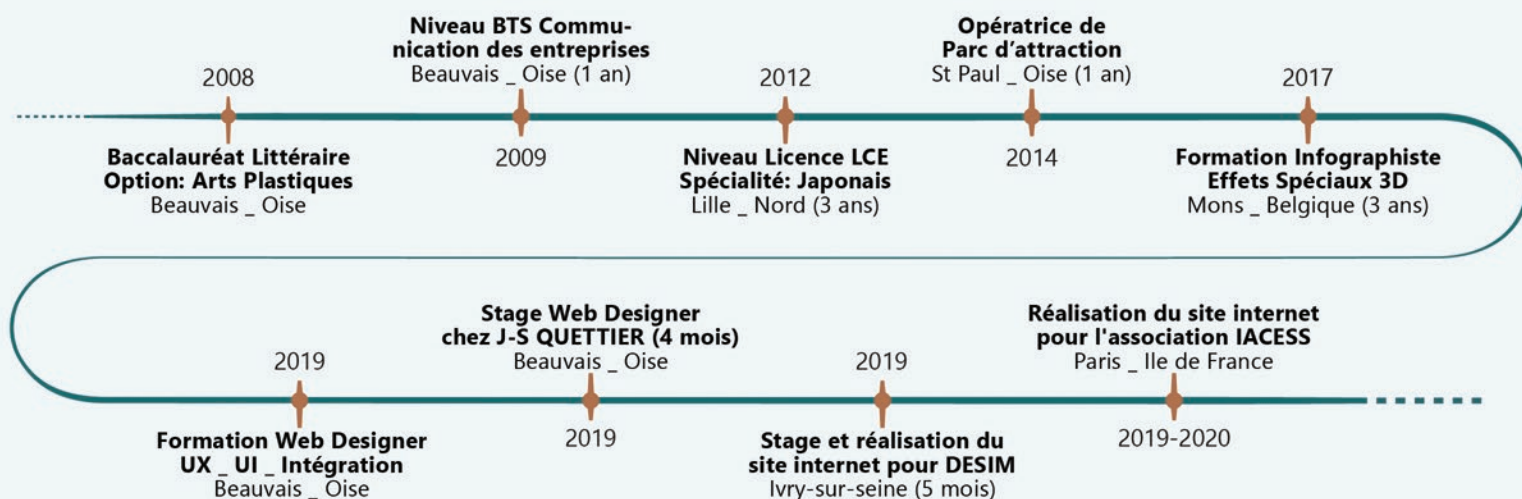 2008
Baccalauréat Littéraire
Option: Arts Plastiques
Beauvais _ Oise
Niveau BTS Commu-
nication des entreprises
Beauvais _ Oise (1 an)
2009
2012
Niveau Licence LCE
Spécialité: Japonais
Lille _ Nord (3 ans)
Opératrice de
Parc d’attraction
St Paul _ Oise (1 an)
2014
2017
Formation Infographiste
Effets Spéciaux 3D
Mons _ Belgique (3 ans)
2019
Formation Web Designer
UX _ UI _ Intégration
Beauvais _ Oise
Stage Web Designer
chez J-S QUETTIER (4 mois)
Beauvais _ Oise
2019
2019
Stage et réalisation du
site internet pour DESIM
Ivry-sur-seine (5 mois)
Réalisation du site internet
pour l'association IACESS
Paris _ Ile de France
2019-2020